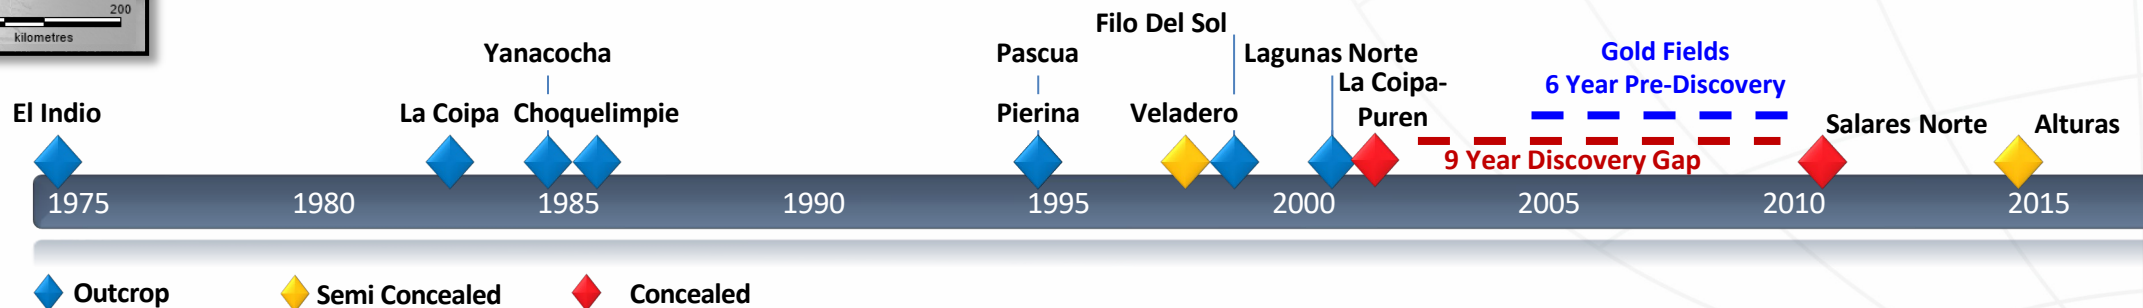 200
kilometres
Filo Del Sol
Yanacocha
Pascua
Lagunas Norte
Gold Fields
6 Year Pre-Discovery
La Coipa-
Puren
El Indio
La Coipa
Choquelimpie
Pierina
Veladero
Salares Norte
Alturas
9 Year Discovery Gap
1975
1980
1985
1990
1995
2000
2005
2010
2015
Outcrop
Semi Concealed
Concealed